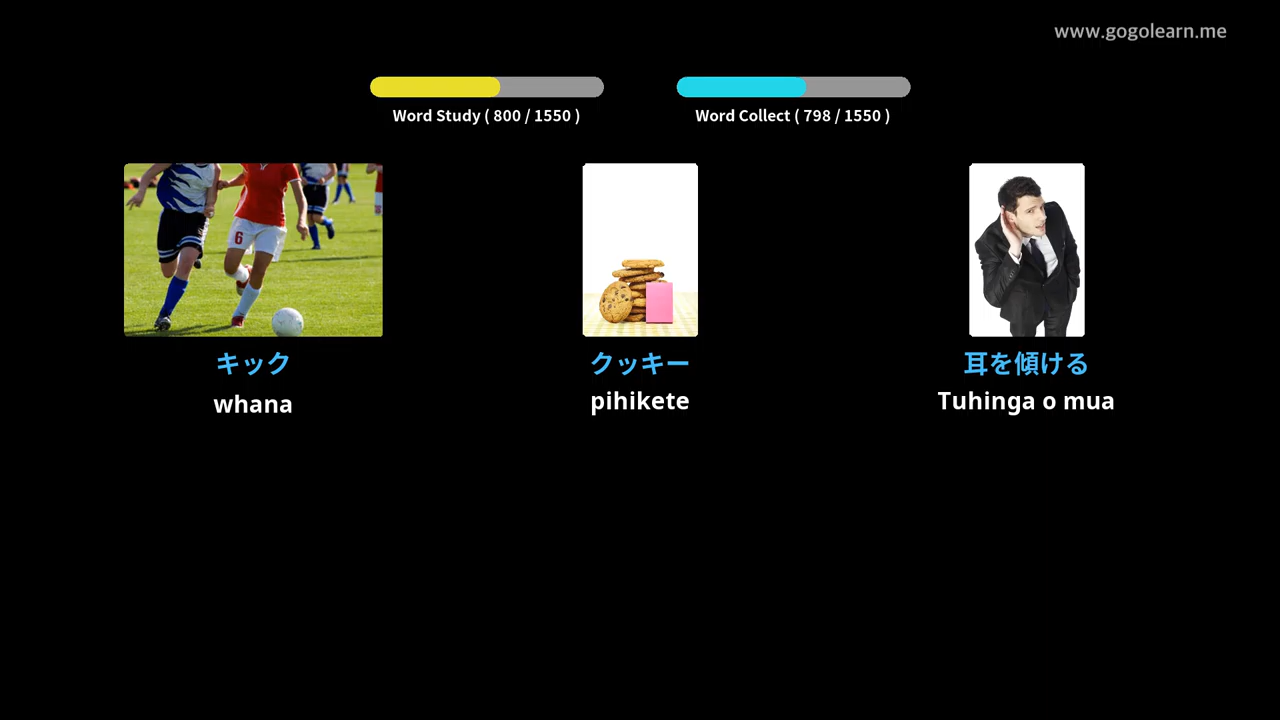 www.gogolearn.me
Word Study ( 800 / 1550 )
Word Collect ( 798 / 1550 )
6
キック
クッキー
耳を傾ける
whana
pihikete
Tuhinga o mua